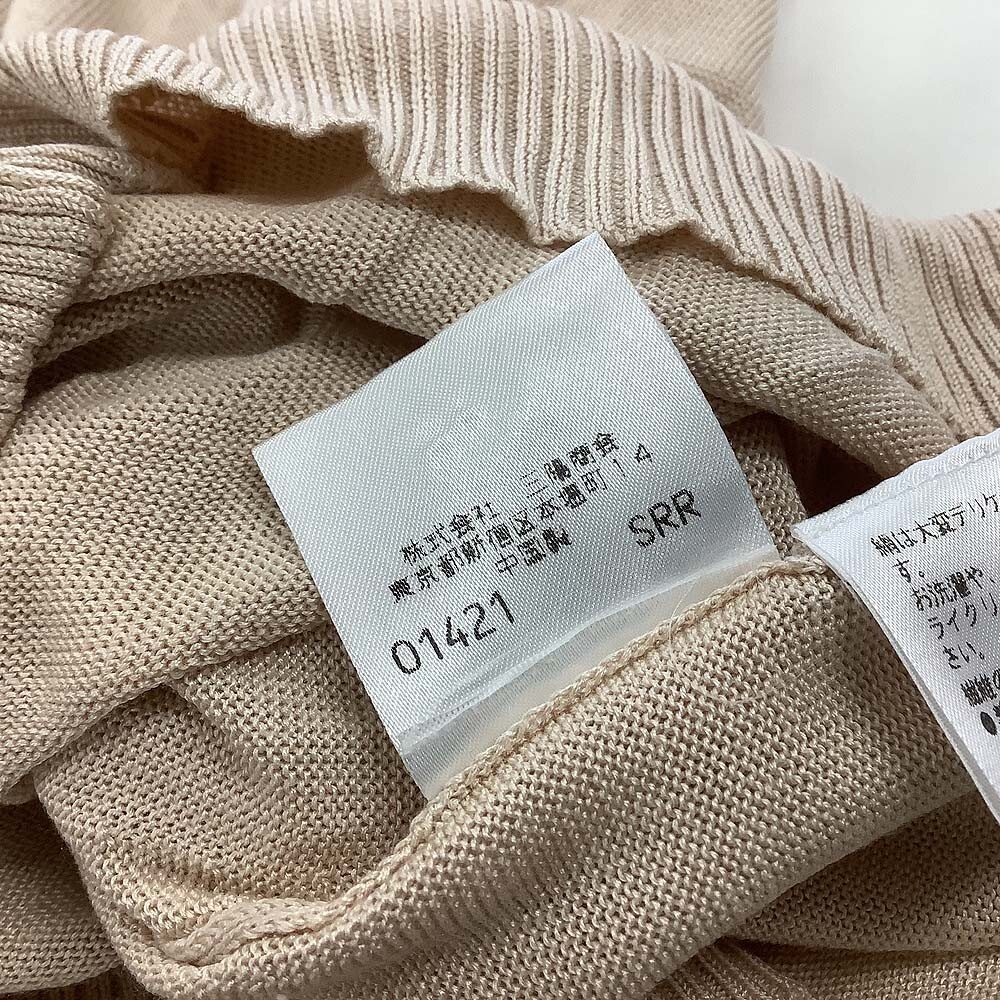 株式会社 三陽商会
東京都新宿区本塩町14
中国製 SRR
01421
絹は大変デリケ
す。
お洗濯や、
ライクリ
さい。